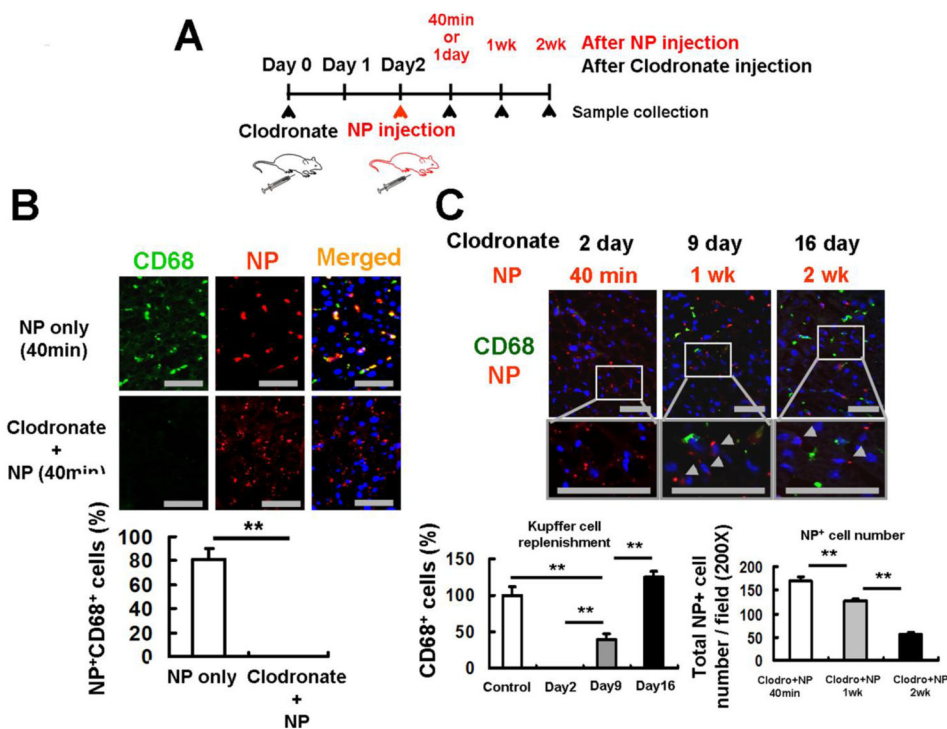 A
40min
or
1day
1wk
2wk
After NP injection
After Clodronate injection
Day 0
Day 1
Day2
Sample collection
Clodronate
NP injection
B
CD68
NP
Merged
NP only
(40min)
Clodronate
+
NP (40min)
NP+CD68+ cells (%)
100
80
60
40
20
0
**
NP only
Clodronate
+
NP
C
Clodronate
2 day
9 day
16 day
NP
40 min
1 wk
2 wk
CD68
NP
Kupffer cell
replenishment
CD68+ cells (%)
150
100
50
0
**
**
**
Control
Day2
Day9
Day16
NP+ cell number
Total NP+ cell
number / field (200X)
200
150
100
50
0
**
**
Clodro+NP
40min
Clodro+NP
1wk
Clodro+NP
2wk